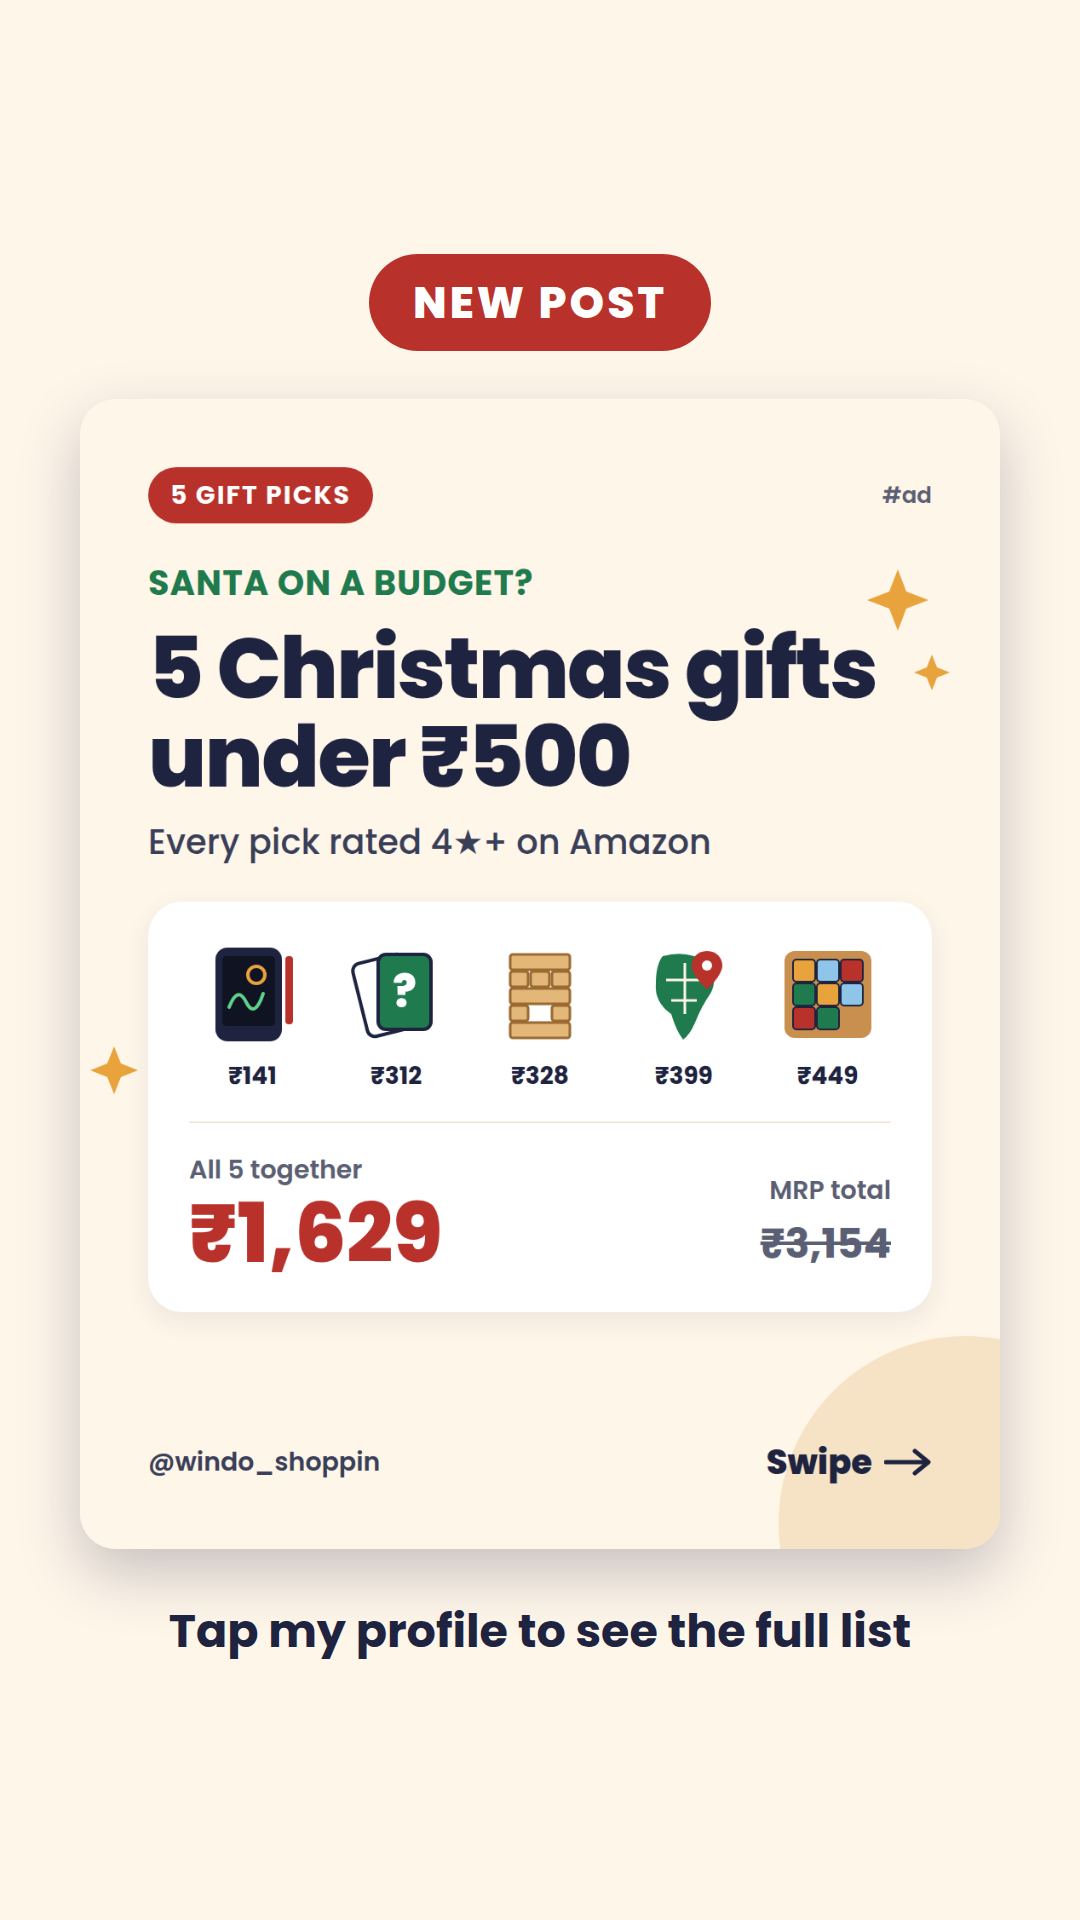 NEW POST
5 GIFT PICKS
#ad
SANTA ON A BUDGET?
5 Christmas gifts
under ₹500
Every pick rated 4★+ on Amazon
?
₹141
₹312
₹328
₹399
₹449
All 5 together
₹1,629
MRP total
₹3,154
@windo_shoppin
Swipe →
Tap my profile to see the full list